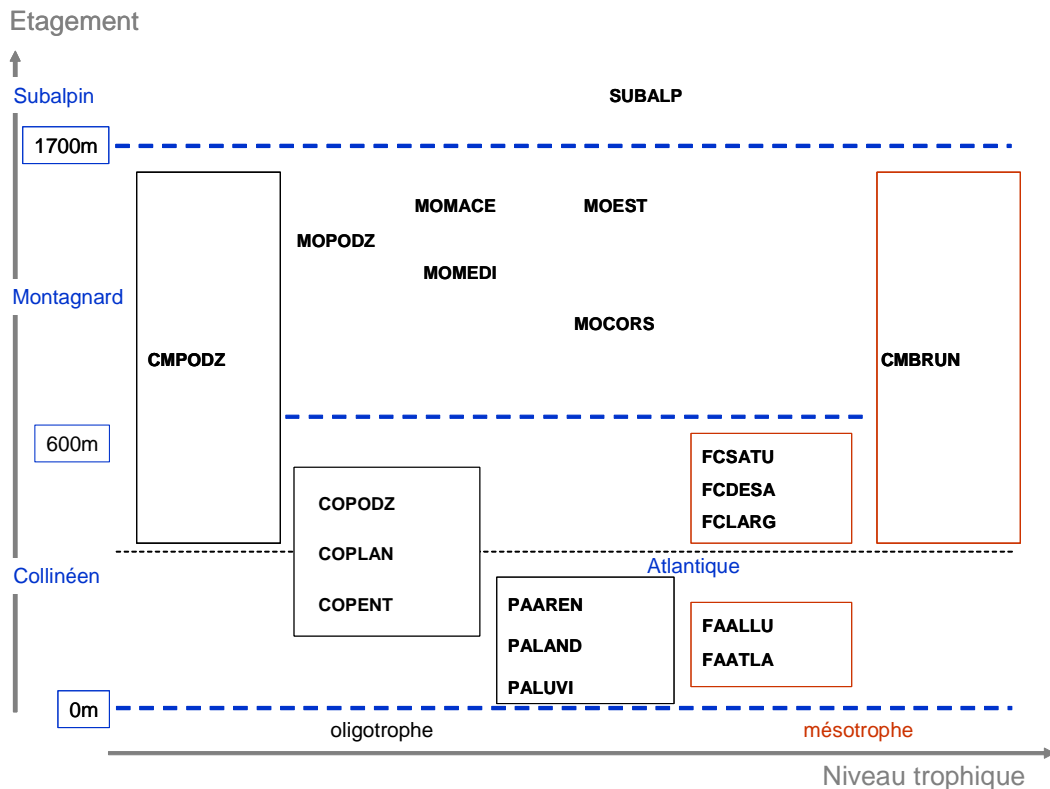 Etagement
Subalpin
SUBALP
1700m
MOMACE
MOEST
MOPODZ
MOMEDI
Montagnard
MOCORS
CMPODZ
CMBRUN
600m
FCSATU
FCDESA
FCLARG
COPODZ
COPLAN
COPENT
Atlantique
Collinéen
PAAREN
PALAND
PALUVI
FAALLU
FAATLA
0m
oligotrophe
mésotrophe
Niveau trophique